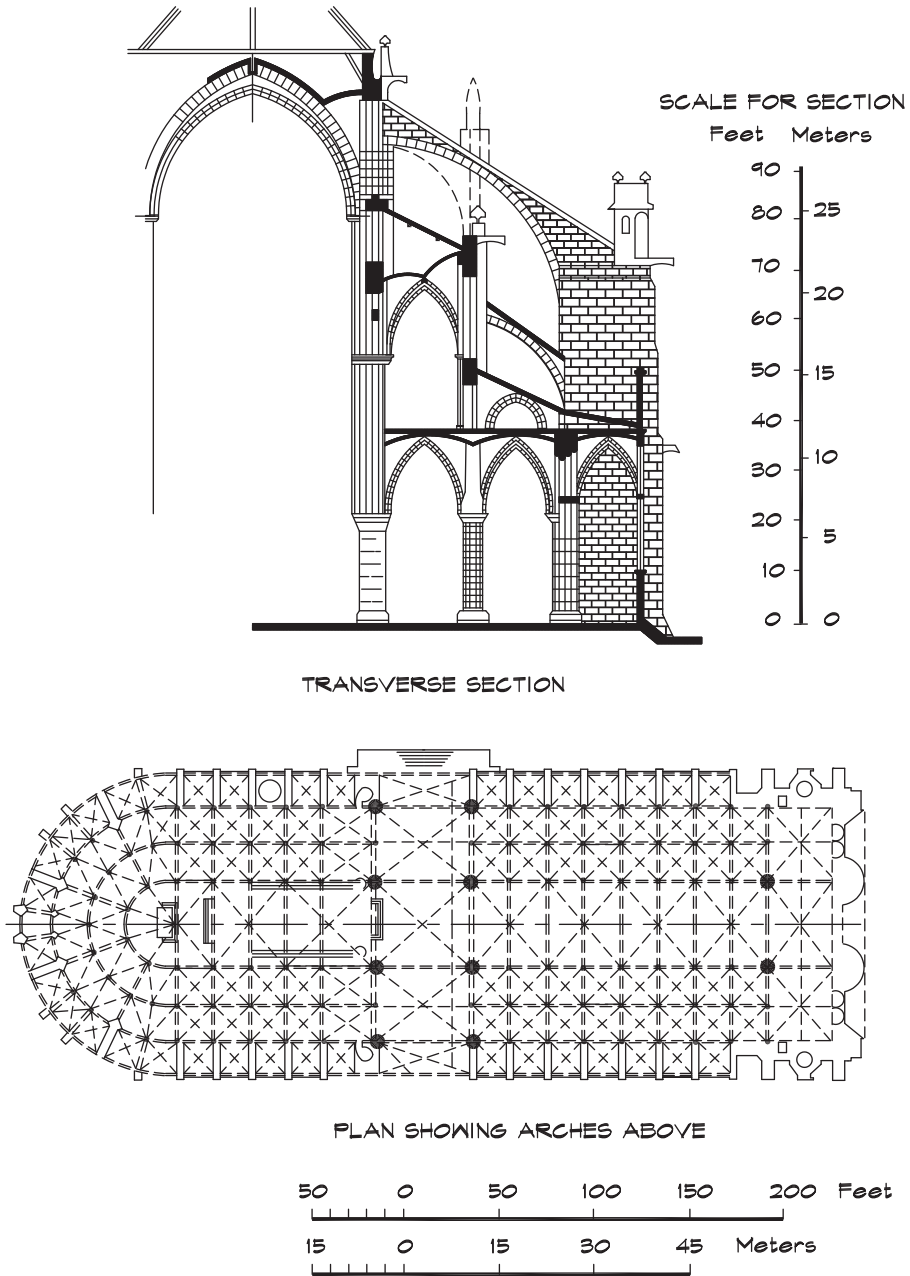 SCALE FOR SECTION
Feet Meters
90
80 25
70
20
60
50 15
40
10
30
20
5
10
0 0
TRANSVERSE SECTION
PLAN SHOWING ARCHES ABOVE
50 0 50 100 150 200 Feet
15 0 15 30 45 Meters